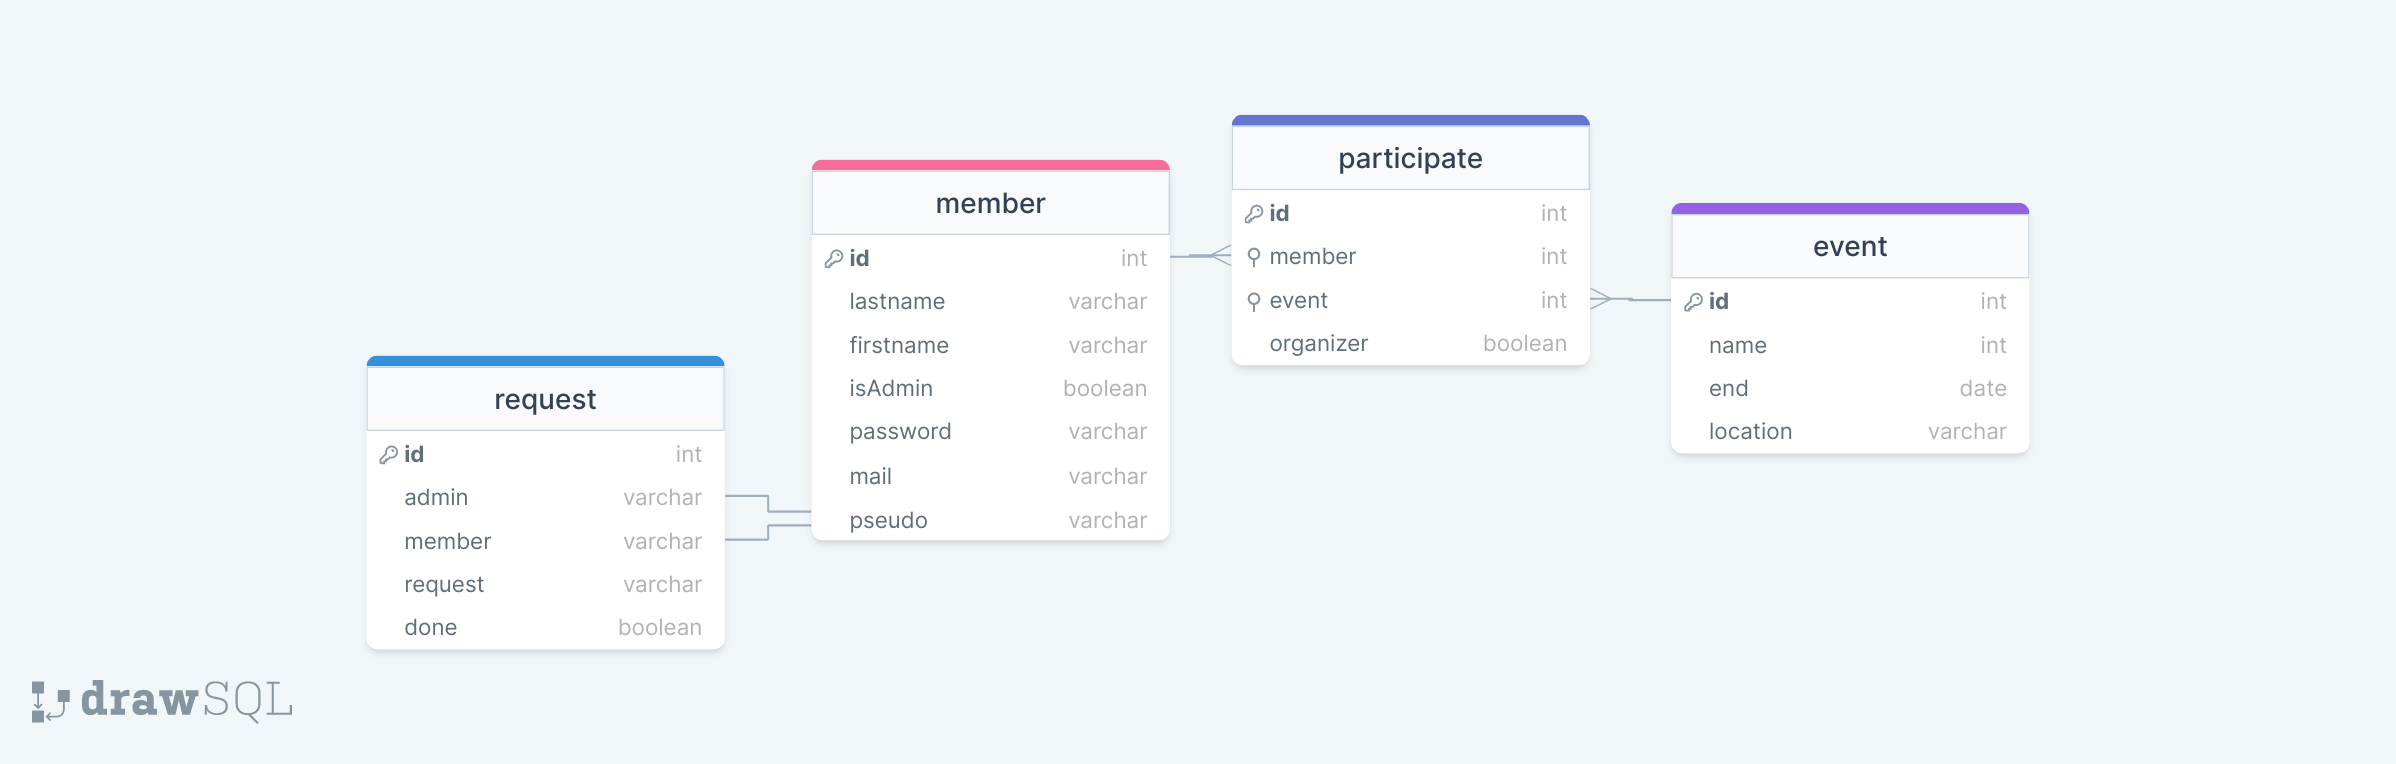 request
id int
admin varchar
member varchar
request varchar
done boolean
member
id int
lastname varchar
firstname varchar
isAdmin boolean
password varchar
mail varchar
pseudo varchar
participate
id int
member int
event int
organizer boolean
event
id int
name int
end date
location varchar
drawSQL